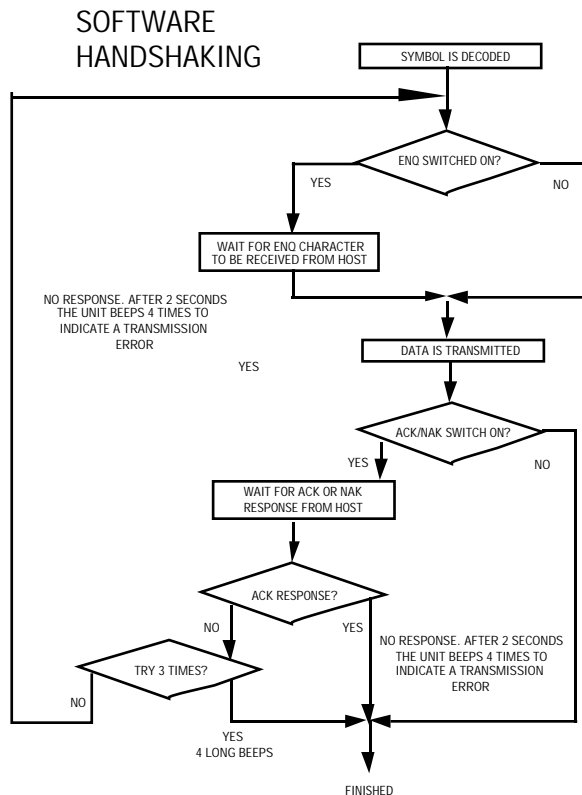 SOFTWARE
HANDSHAKING
SYMBOL IS DECODED
ENQ SWITCHED ON?
YES
NO
WAIT FOR ENQ CHARACTER
TO BE RECEIVED FROM HOST
NO RESPONSE. AFTER 2 SECONDS
THE UNIT BEEPS 4 TIMES TO
INDICATE A TRANSMISSION
ERROR
YES
DATA IS TRANSMITTED
ACK/NAK SWITCH ON?
YES
NO
WAIT FOR ACK OR NAK
RESPONSE FROM HOST
ACK RESPONSE?
NO
YES
NO RESPONSE. AFTER 2 SECONDS
THE UNIT BEEPS 4 TIMES TO
INDICATE A TRANSMISSION
ERROR
TRY 3 TIMES?
NO
YES
4 LONG BEEPS
FINISHED